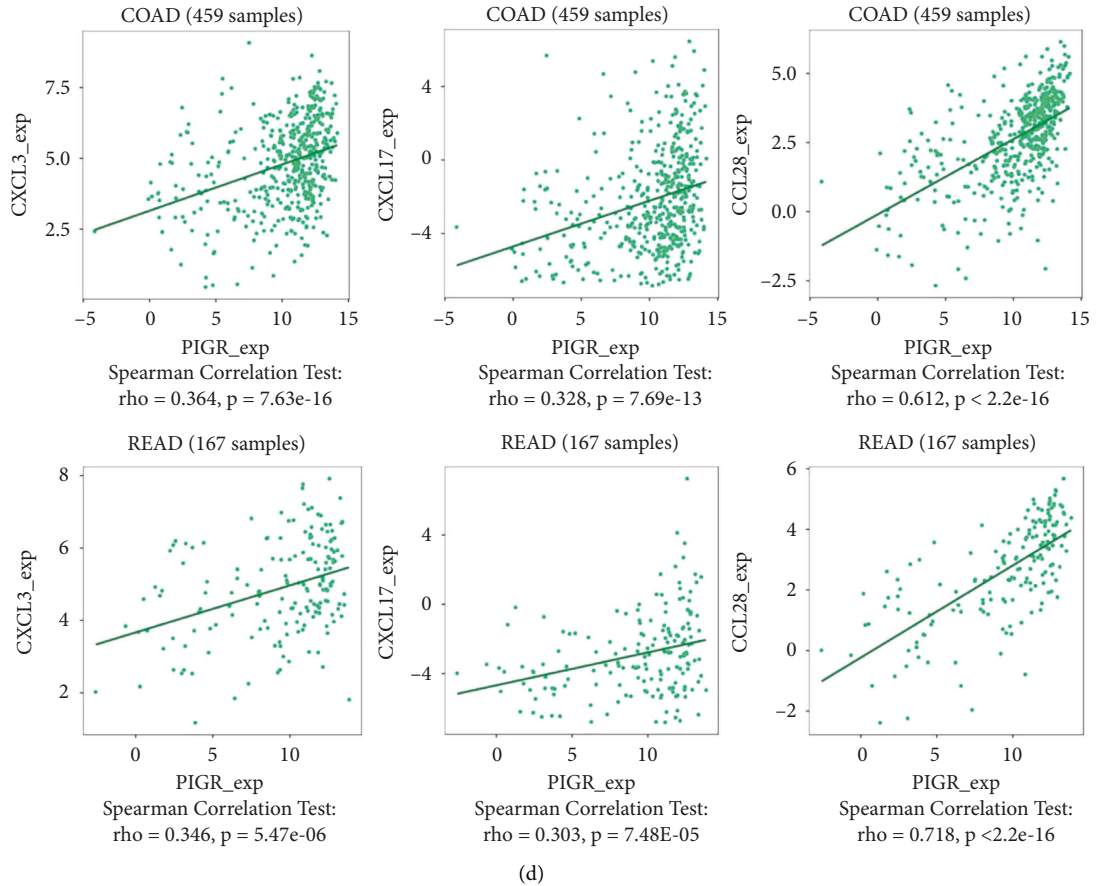 COAD (459 samples)
CXCL3_exp
7.5
5.0
2.5
−5
0
5
10
15
PIGR_exp
Spearman Correlation Test:
rho = 0.364, p = 7.63e-16
COAD (459 samples)
CXCL17_exp
4
0
−4
−5
0
5
10
15
PIGR_exp
Spearman Correlation Test:
rho = 0.328, p = 7.69e-13
COAD (459 samples)
CCL28_exp
5.0
2.5
0.0
−2.5
−5
0
5
10
15
PIGR_exp
Spearman Correlation Test:
rho = 0.612, p < 2.2e-16
READ (167 samples)
CXCL3_exp
8
6
4
2
0
5
10
PIGR_exp
Spearman Correlation Test:
rho = 0.346, p = 5.47e-06
READ (167 samples)
CXCL17_exp
4
0
−4
0
5
10
PIGR_exp
Spearman Correlation Test:
rho = 0.303, p = 7.48E-05
READ (167 samples)
CCL28_exp
6
4
2
0
−2
0
5
10
PIGR_exp
Spearman Correlation Test:
rho = 0.718, p <2.2e-16
(d)